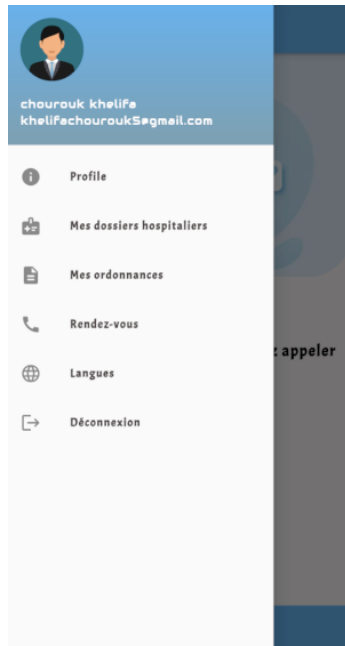 chourouk khelifa
khelifachourouk5@gmail.com
Profile
Mes dossiers hospitaliers
Mes ordonnances
Rendez-vous
appeler
Langues
Déconnexion